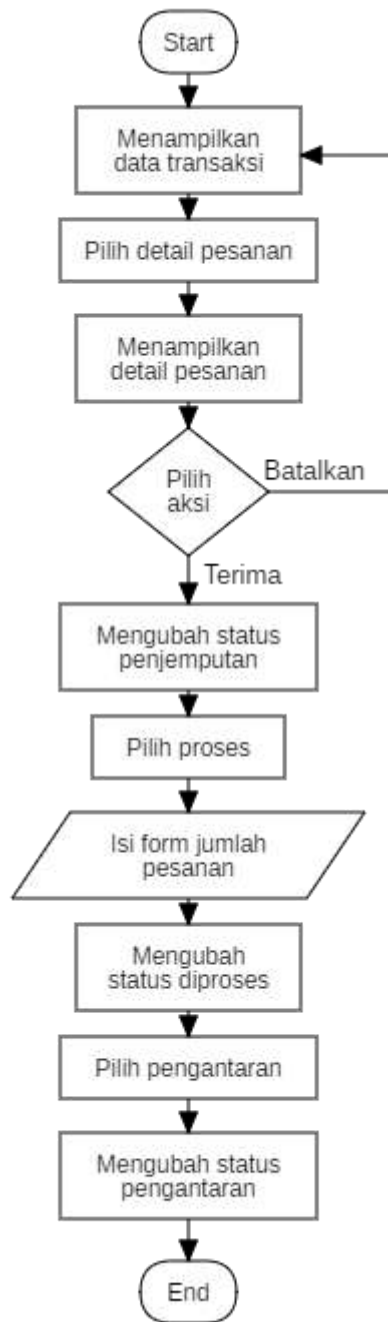 Start
Menampilkan
data transaksi
Pilih detail pesanan
Menampilkan
detail pesanan
Pilih
aksi
Batalkan
Terima
Mengubah status
penjemputan
Pilih proses
Isi form jumlah
pesanan
Mengubah
status diproses
Pilih pengantaran
Mengubah status
pengantaran
End